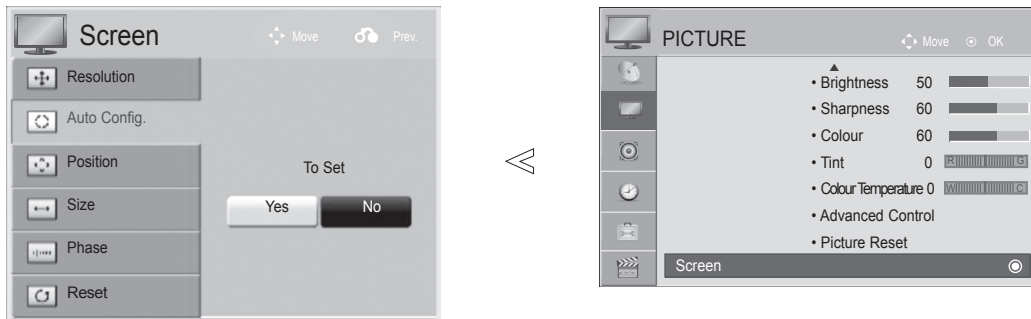 Screen
Move Prev.
Resolution
Auto Config.
Position
Size
Phase
Reset
To Set
Yes No
PICTURE
Move OK
• Brightness 50
• Sharpness 60
• Colour 60
• Tint 0 R G
• Colour Temperature 0 W C
• Advanced Control
• Picture Reset
Screen